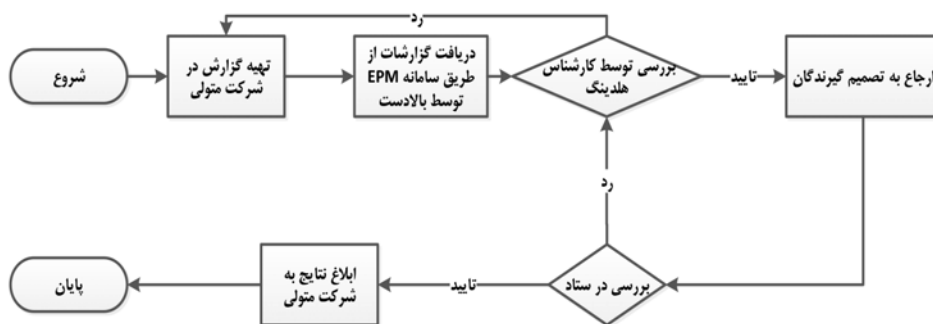 رد
شروع
تهیه گزارش در
شرکت متولی
دریافت گزارشات از
طریق سامانه EPM
توسط بالادست
بررسی توسط کارشناس
هلدینگ
تایید
ارجاع به تصمیم گیرندگان
رد
بررسی در ستاد
تایید
ابلاغ نتایج به
شرکت متولی
پایان